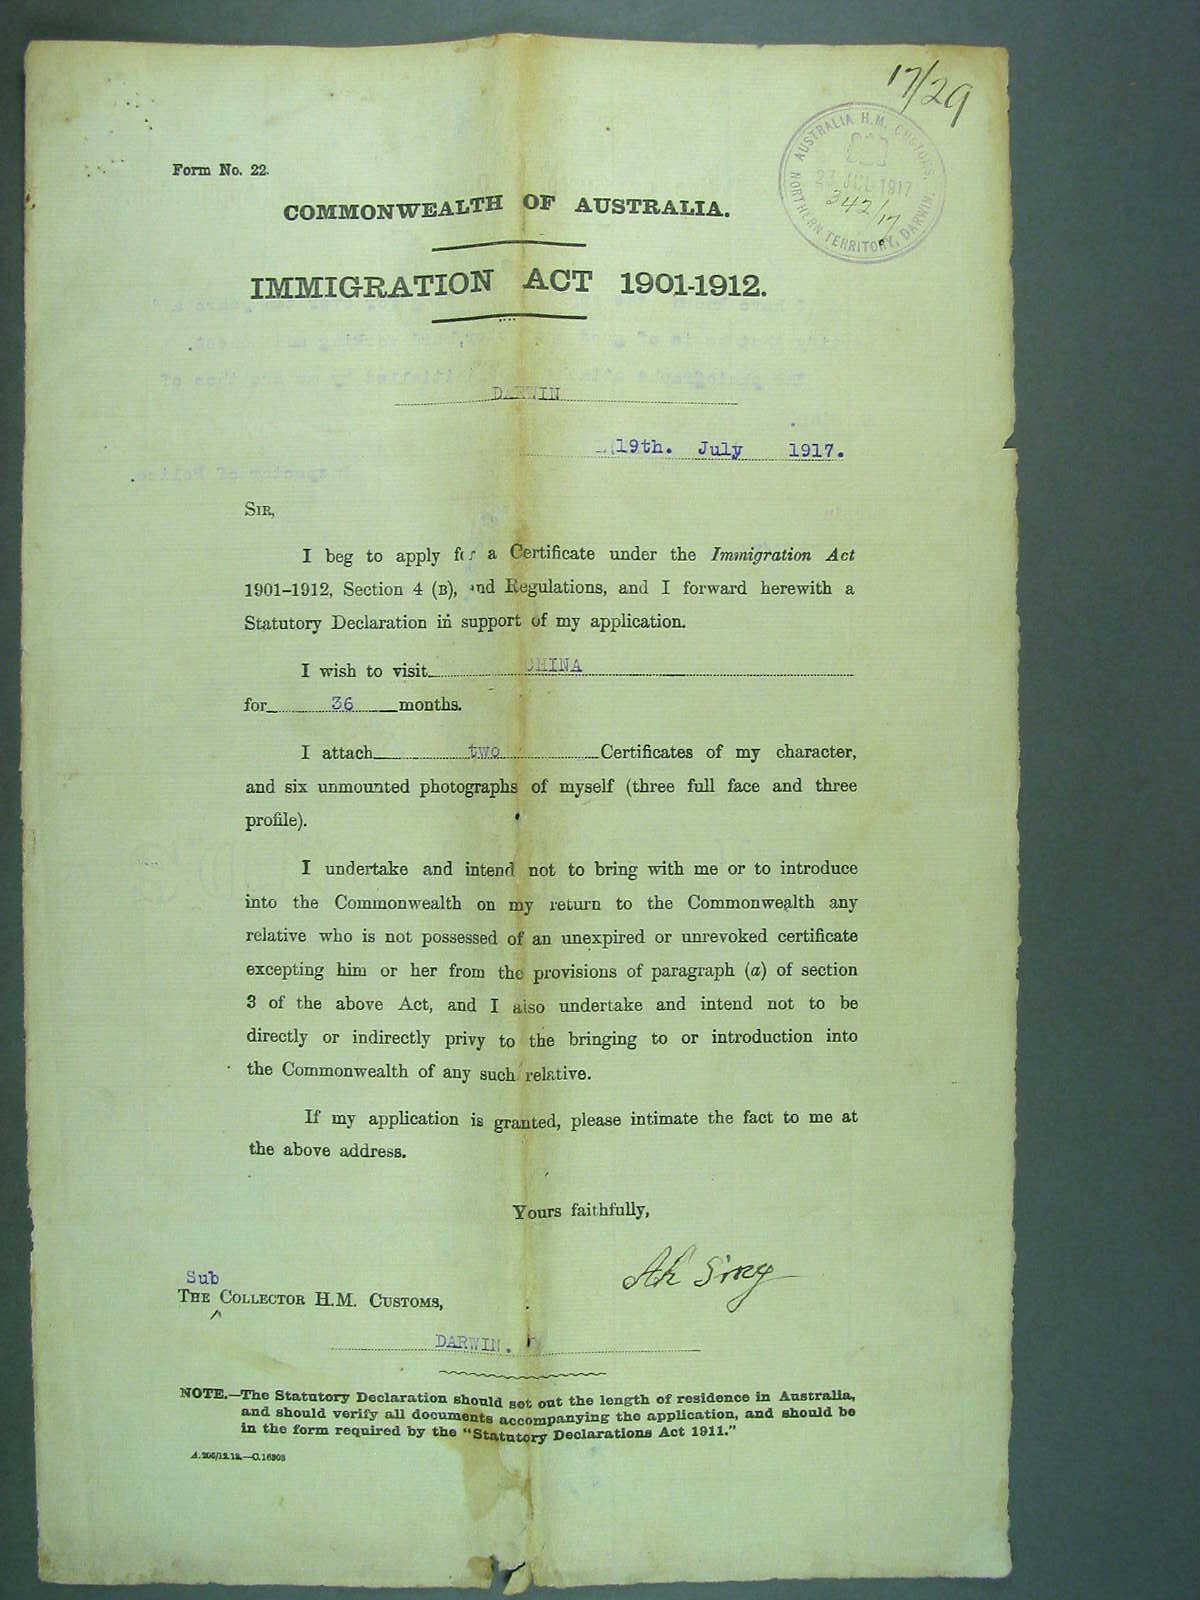 17/29
AUSTRALIA H.M. CUSTOMS.
23 JUL 1917
342/17
NORTHERN TERRITORY, DARWIN
Form No. 22.
COMMONWEALTH OF AUSTRALIA.
IMMIGRATION ACT 1901-1912.
DARWIN
19th. July 1917.
SIR,
I beg to apply for a Certificate under the Immigration Act
1901-1912, Section 4 (B), and Regulations, and I forward herewith a
Statutory Declaration in support of my application.
I wish to visit CHINA
for 36 months.
I attach two Certificates of my character,
and six unmounted photographs of myself (three full face and three
profile).
I undertake and intend not to bring with me or to introduce
into the Commonwealth on my return to the Commonwealth any
relative who is not possessed of an unexpired or unrevoked certificate
excepting him or her from the provisions of paragraph (a) of section
3 of the above Act, and I also undertake and intend not to be
directly or indirectly privy to the bringing to or introduction into
the Commonwealth of any such relative.
If my application is granted, please intimate the fact to me at
the above address.
Yours faithfully,
Ah Sing
Sub
THE ^ COLLECTOR H.M. CUSTOMS,
DARWIN.
NOTE.—The Statutory Declaration should set out the length of residence in Australia,
and should verify all documents accompanying the application, and should be
in the form required by the "Statutory Declarations Act 1911."